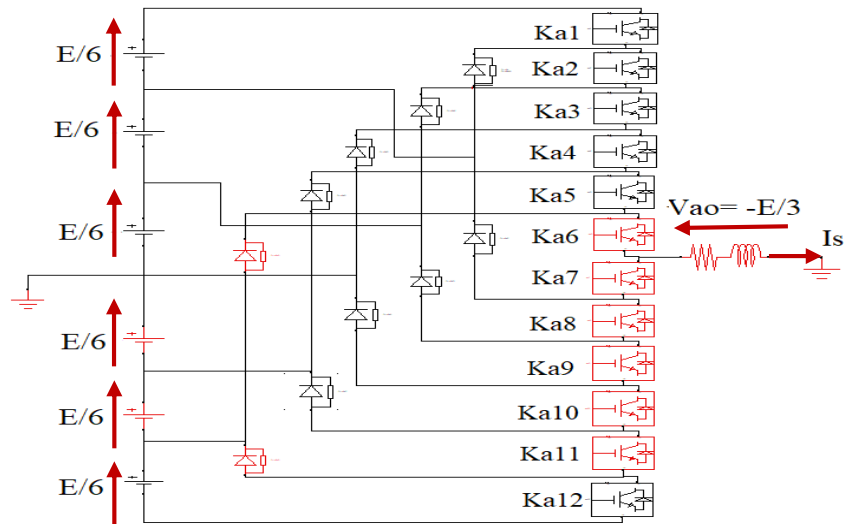 E/6
E/6
E/6
E/6
E/6
E/6
Ka1
Ka2
Ka3
Ka4
Ka5
Ka6
Ka7
Ka8
Ka9
Ka10
Ka11
Ka12
Vao= -E/3
Is